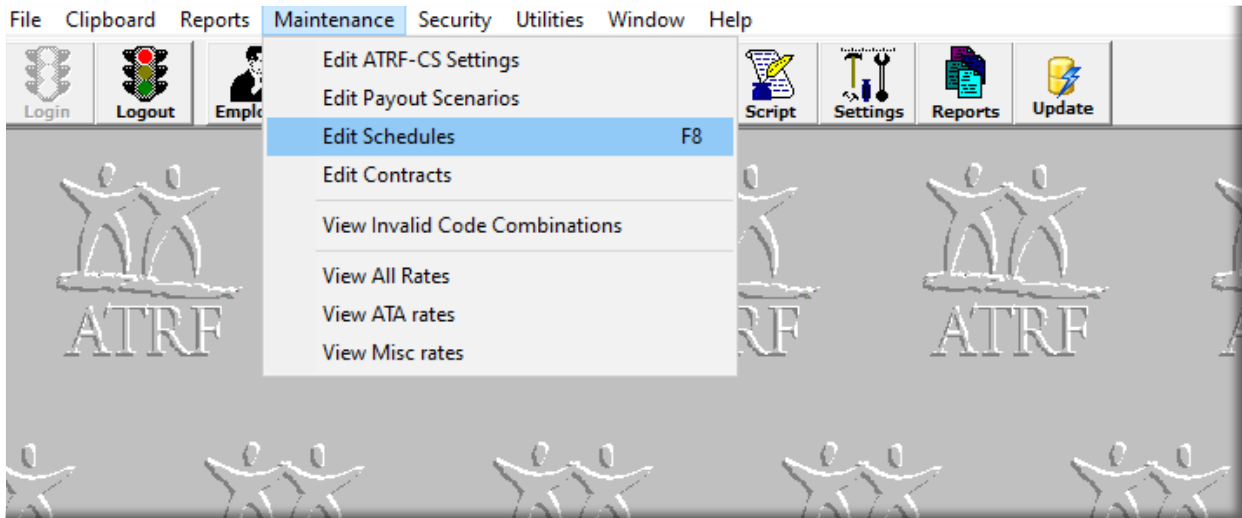 File Clipboard Reports Maintenance Security Utilities Window Help
Login Logout Script Settings Reports Update
Edit ATRF-CS Settings
Edit Payout Scenarios
Edit Schedules F8
Edit Contracts
View Invalid Code Combinations
View All Rates
View ATA rates
View Misc rates
ATRF
ATRF